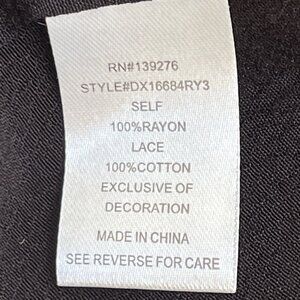 RN#139276
STYLE#DX16684RY3
SELF
100%RAYON
LACE
100%COTTON
EXCLUSIVE OF
DECORATION
MADE IN CHINA
SEE REVERSE FOR CARE